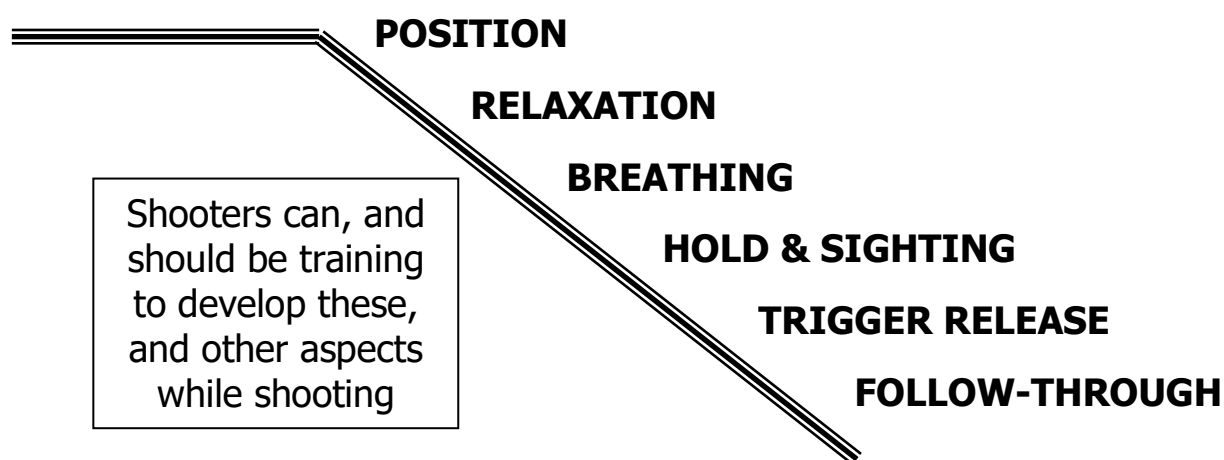 POSITION
RELAXATION
BREATHING
Shooters can, and
should be training
to develop these,
and other aspects
while shooting
HOLD & SIGHTING
TRIGGER RELEASE
FOLLOW-THROUGH